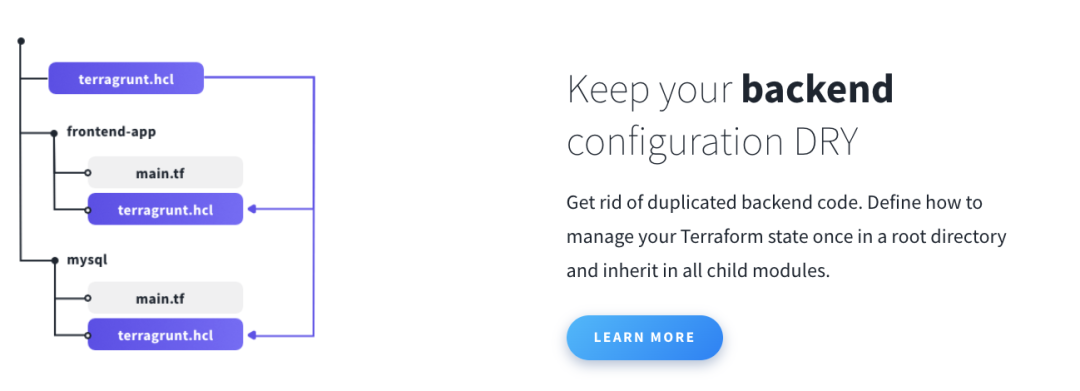 terragrunt.hcl
frontend-app
main.tf
terragrunt.hcl
mysql
main.tf
terragrunt.hcl
Keep your backend
configuration DRY
Get rid of duplicated backend code. Define how to
manage your Terraform state once in a root directory
and inherit in all child modules.
LEARN MORE